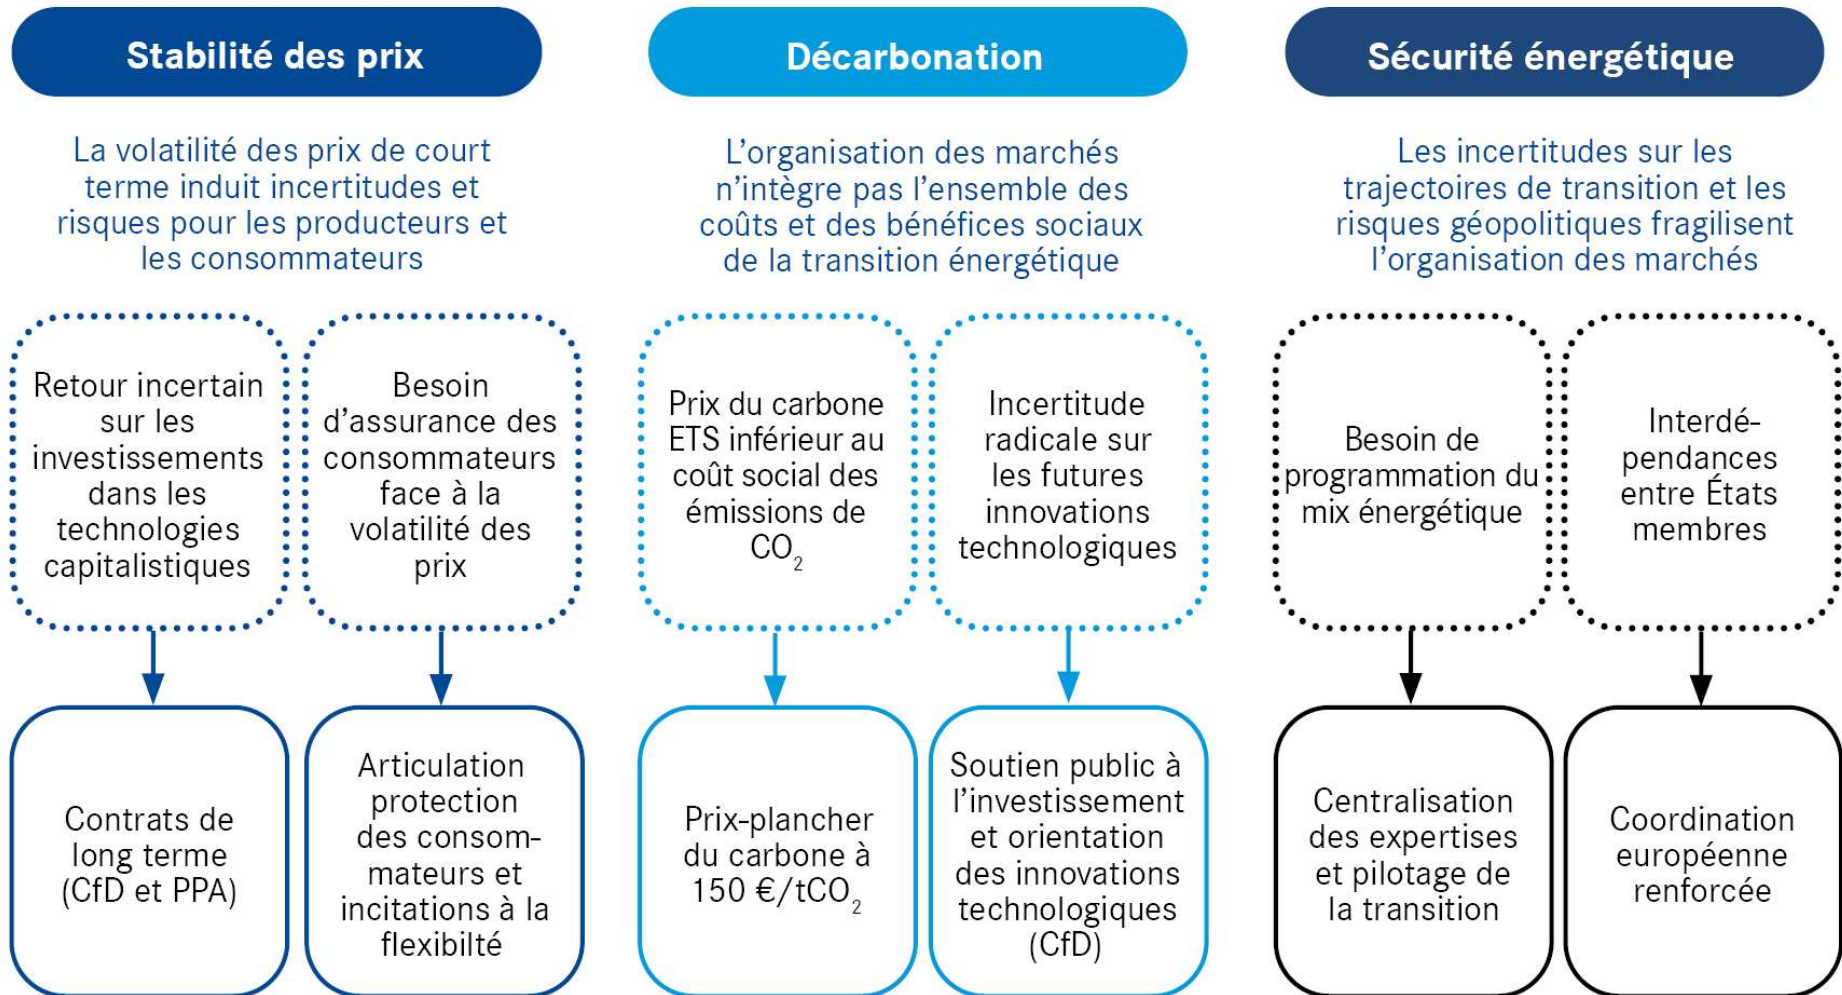 Stabilité des prix
La volatilité des prix de court
terme induit incertitudes et
risques pour les producteurs et
les consommateurs
Retour incertain
sur les
investissements
dans les
technologies
capitalistiques
Besoin
d'assurance des
consommateurs
face à la
volatilité des
prix
Contrats de
long terme
(CfD et PPA)
Articulation
protection
des consom-
mateurs et
incitations à la
flexibilté
Décarbonation
L'organisation des marchés
n'intègre pas l'ensemble des
coûts et des bénéfices sociaux
de la transition énergétique
Prix du carbone
ETS inférieur au
coût social des
émissions de
CO₂
Incertitude
radicale sur
les futures
innovations
technologiques
Prix-plancher
du carbone à
150 €/tCO₂
Soutien public à
l'investissement
et orientation
des innovations
technologiques
(CfD)
Sécurité énergétique
Les incertitudes sur les
trajectoires de transition et les
risques géopolitiques fragilisent
l'organisation des marchés
Besoin de
programmation du
mix énergétique
Interdé-
pendances
entre États
membres
Centralisation
des expertises
et pilotage de
la transition
Coordination
européenne
renforcée